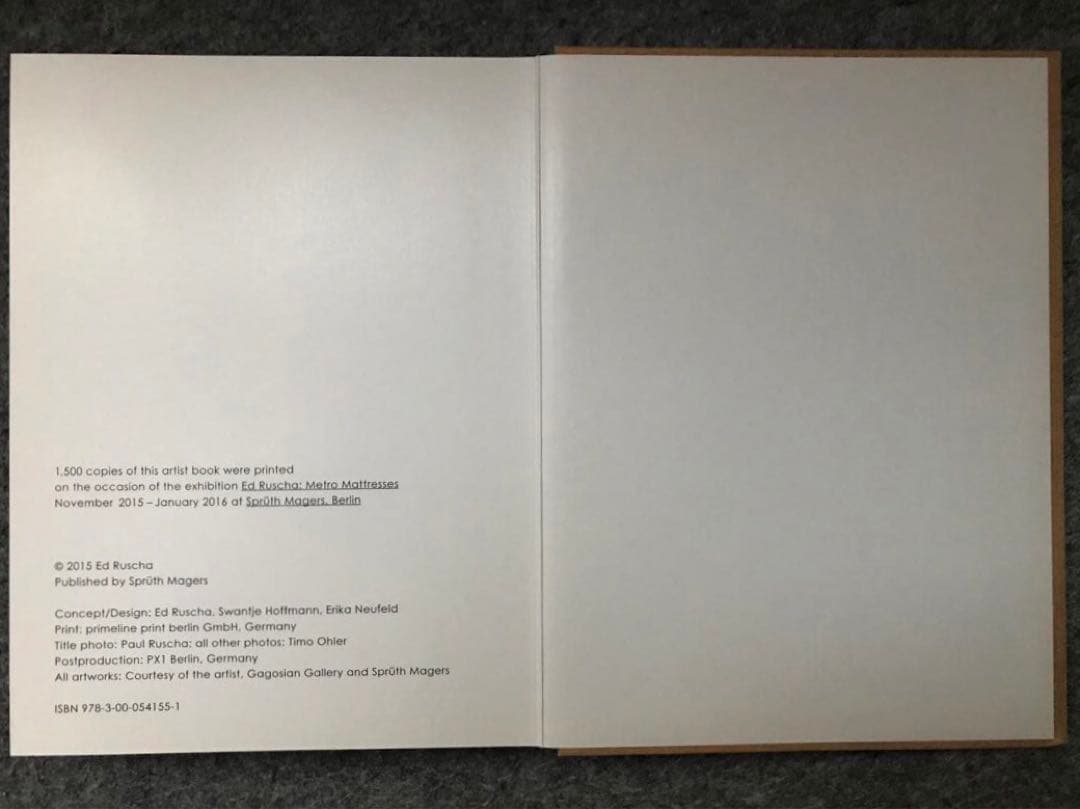 1.500 copies of this artist book were printed
on the occasion of the exhibition Ed Ruscha: Metro Mattresses
November 2015 – January 2016 at Sprüth Magers, Berlin
© 2015 Ed Ruscha
Published by Sprüth Magers
Concept/Design: Ed Ruscha, Swantje Hoffmann, Erika Neufeld
Print: primeline print berlin GmbH, Germany
Title photo: Paul Ruscha; all other photos: Timo Ohler
Postproduction: PX1 Berlin, Germany
All artworks: Courtesy of the artist, Gagosian Gallery and Sprüth Magers
ISBN 978-3-00-054155-1